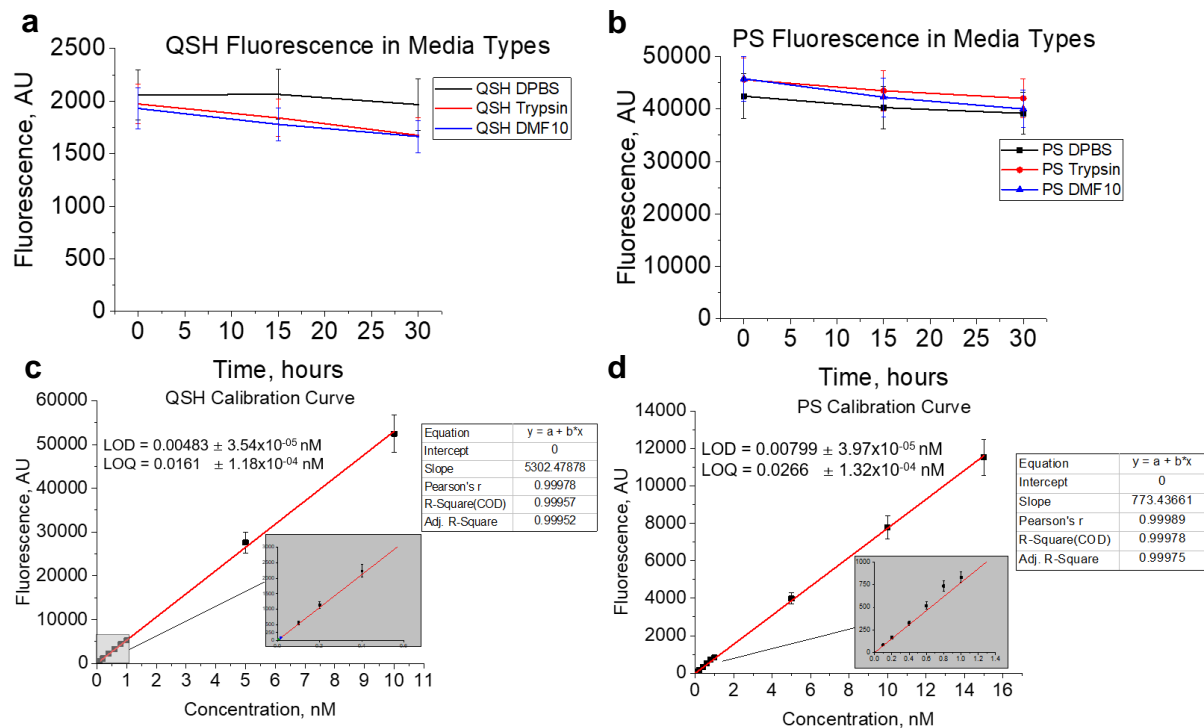 a
QSH Fluorescence in Media Types
2500
2000
1500
1000
500
0
Fluorescence, AU
QSH DPBS
QSH Trypsin
QSH DMF10
0 5 10 15 20 25 30
Time, hours
b
PS Fluorescence in Media Types
50000
40000
30000
20000
10000
0
Fluorescence, AU
PS DPBS
PS Trypsin
PS DMF10
0 5 10 15 20 25 30
Time, hours
c
QSH Calibration Curve
60000
50000
40000
30000
20000
10000
0
Fluorescence, AU
LOD = 0.00483 ± 3.54x10⁻⁰⁵ nM
LOQ = 0.0161 ± 1.18x10⁻⁰⁴ nM
Equation y = a + b*x
Intercept 0
Slope 5302.47878
Pearson's r 0.99978
R-Square(COD) 0.99957
Adj. R-Square 0.99952
0 1 2 3 4 5 6 7 8 9 10 11
Concentration, nM
d
PS Calibration Curve
14000
12000
10000
8000
6000
4000
2000
0
Fluorescence, AU
LOD = 0.00799 ± 3.97x10⁻⁰⁵ nM
LOQ = 0.0266 ± 1.32x10⁻⁰⁴ nM
Equation y = a + b*x
Intercept 0
Slope 773.43661
Pearson's r 0.99989
R-Square(COD) 0.99978
Adj. R-Square 0.99975
1000
750
500
250
0
0.0 0.2 0.4 0.6 0.8 1.0 1.2 1.4
0 2 4 6 8 10 12 14 16
Concentration, nM